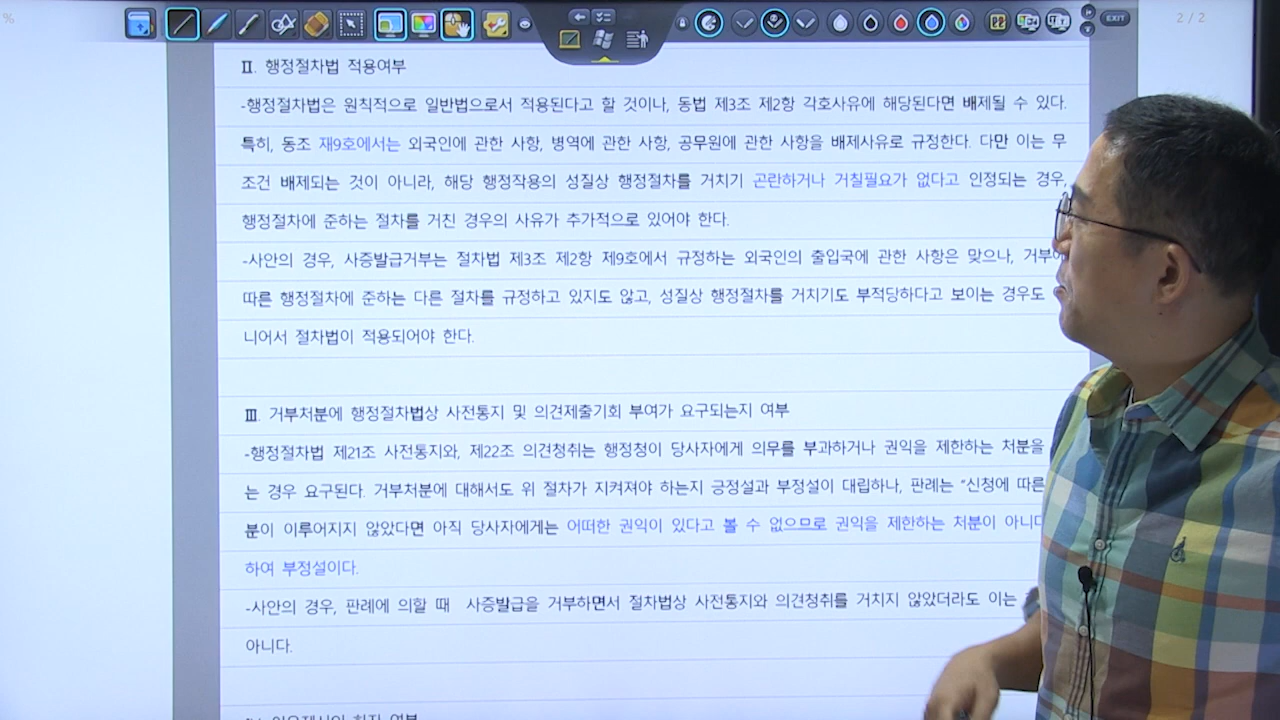 %
EXIT
2 / 2
Ⅱ. 행정절차법 적용여부
-행정절차법은 원칙적으로 일반법으로서 적용된다고 할 것이나, 동법 제3조 제2항 각호사유에 해당된다면 배제될 수 있다.
특히, 동조 제9호에서는 외국인에 관한 사항, 병역에 관한 사항, 공무원에 관한 사항을 배제사유로 규정한다. 다만 이는 무
조건 배제되는 것이 아니라, 해당 행정작용의 성질상 행정절차를 거치기 곤란하거나 거칠필요가 없다고 인정되는 경우,
행정절차에 준하는 절차를 거친 경우의 사유가 추가적으로 있어야 한다.
-사안의 경우, 사증발급거부는 절차법 제3조 제2항 제9호에서 규정하는 외국인의 출입국에 관한 사항은 맞으나, 거부에
따른 행정절차에 준하는 다른 절차를 규정하고 있지도 않고, 성질상 행정절차를 거치기도 부적당하다고 보이는 경우도
니어서 절차법이 적용되어야 한다.
Ⅲ. 거부처분에 행정절차법상 사전통지 및 의견제출기회 부여가 요구되는지 여부
-행정절차법 제21조 사전통지와, 제22조 의견청취는 행정청이 당사자에게 의무를 부과하거나 권익을 제한하는 처분을
는 경우 요구된다. 거부처분에 대해서도 위 절차가 지켜져야 하는지 긍정설과 부정설이 대립하나, 판례는 "신청에 따른
분이 이루어지지 않았다면 아직 당사자에게는 어떠한 권익이 있다고 볼 수 없으므로 권익을 제한하는 처분이 아니다
하여 부정설이다.
-사안의 경우, 판례에 의할 때 사증발급을 거부하면서 절차법상 사전통지와 의견청취를 거치지 않았더라도 이는
아니다.